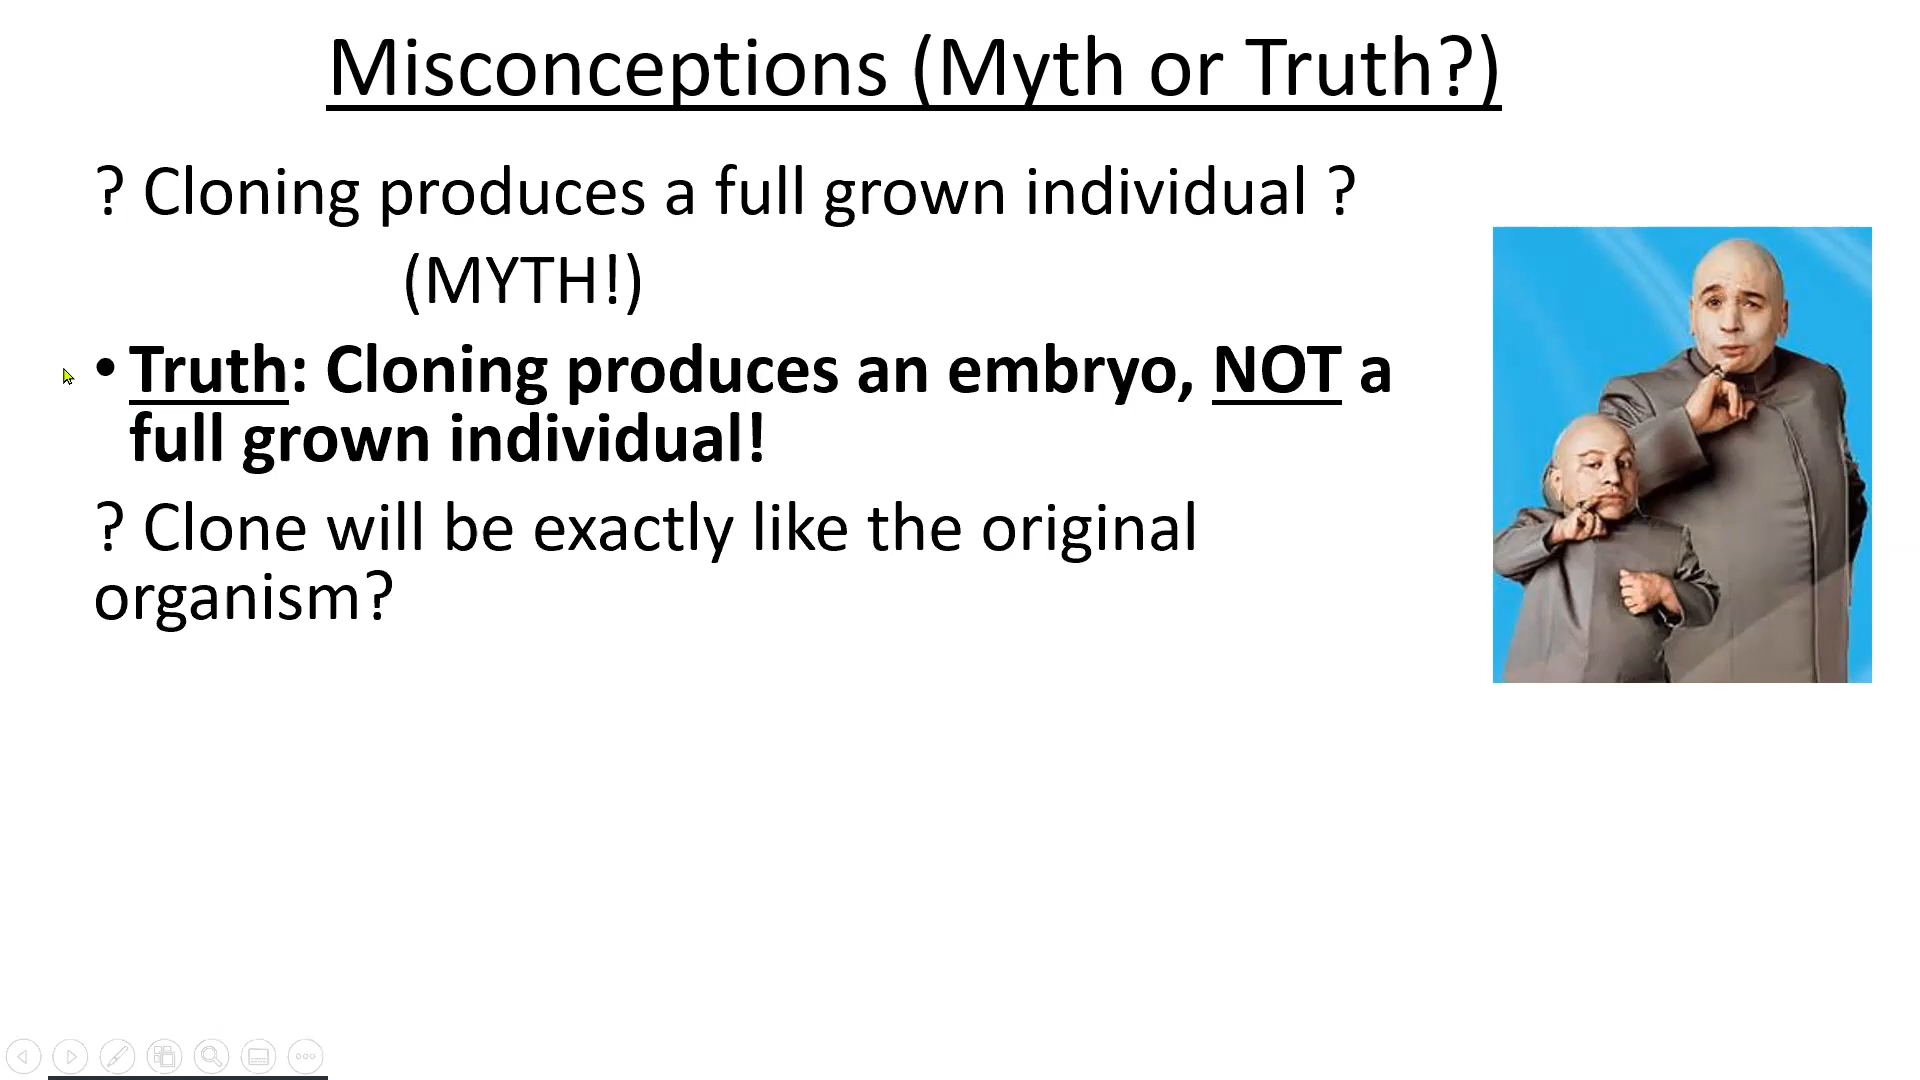 Misconceptions (Myth or Truth?)
? Cloning produces a full grown individual ?
(MYTH!)
• Truth: Cloning produces an embryo, NOT a
full grown individual!
? Clone will be exactly like the original
organism?